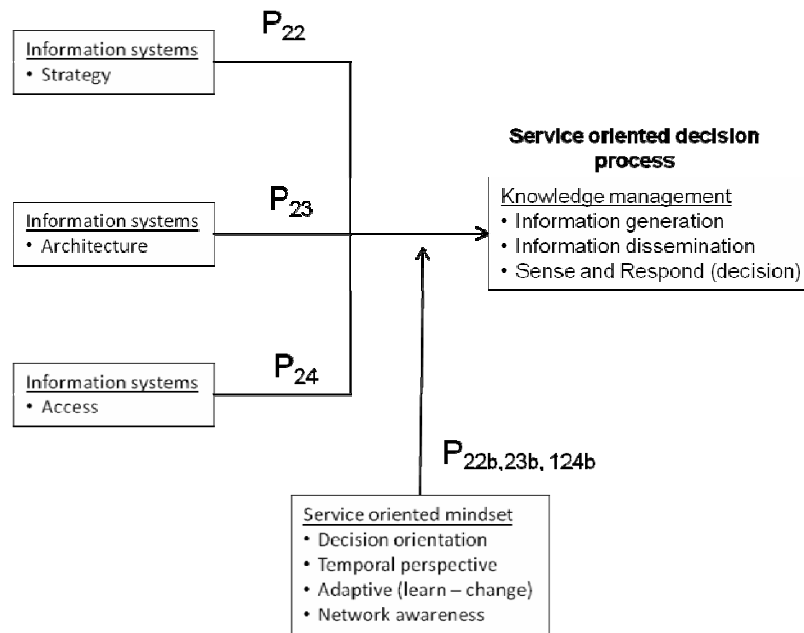 P22
Information systems
• Strategy
Service oriented decision
process
Knowledge management
• Information generation
• Information dissemination
• Sense and Respond (decision)
P23
Information systems
• Architecture
P24
Information systems
• Access
P22b,23b, 124b
Service oriented mindset
• Decision orientation
• Temporal perspective
• Adaptive (learn – change)
• Network awareness